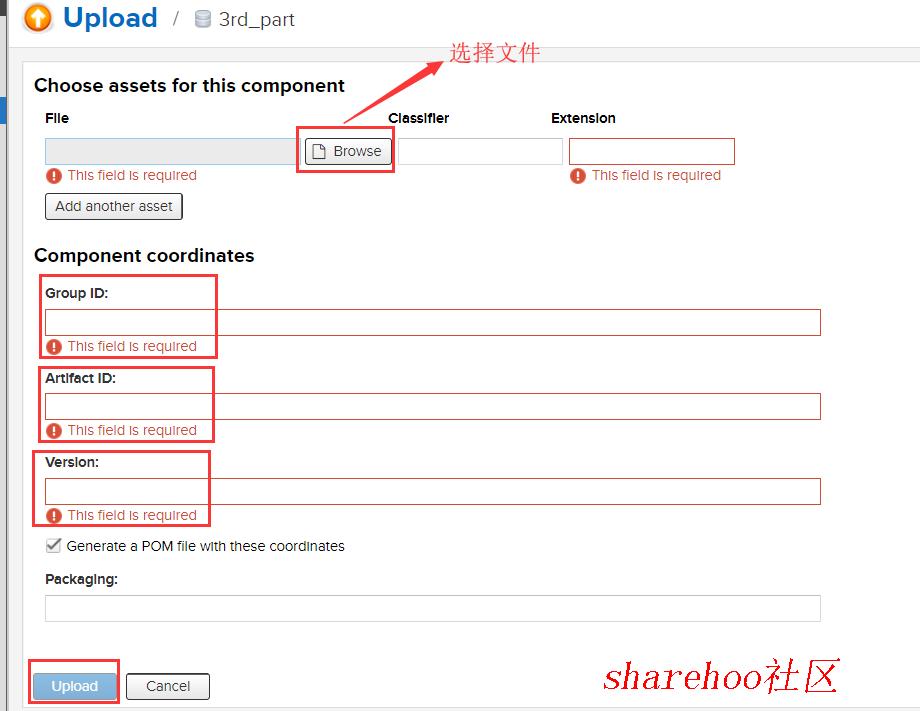 Upload / 3rd_part
选择文件
Choose assets for this component
File Classifier Extension
Browse
This field is required This field is required
Add another asset
Component coordinates
Group ID:
This field is required
Artifact ID:
This field is required
Version:
This field is required
Generate a POM file with these coordinates
Packaging:
Upload Cancel
sharehoo社区